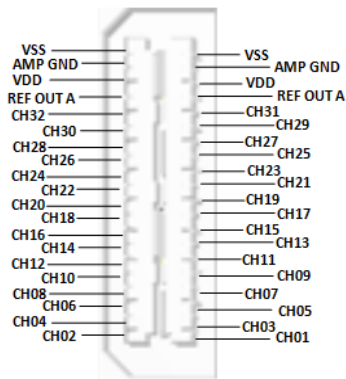 VSS
AMP GND
VDD
REF OUT A
CH32
CH30
CH28
CH26
CH24
CH22
CH20
CH18
CH16
CH14
CH12
CH10
CH08
CH06
CH04
CH02
VSS
AMP GND
VDD
REF OUT A
CH31
CH29
CH27
CH25
CH23
CH21
CH19
CH17
CH15
CH13
CH11
CH09
CH07
CH05
CH03
CH01